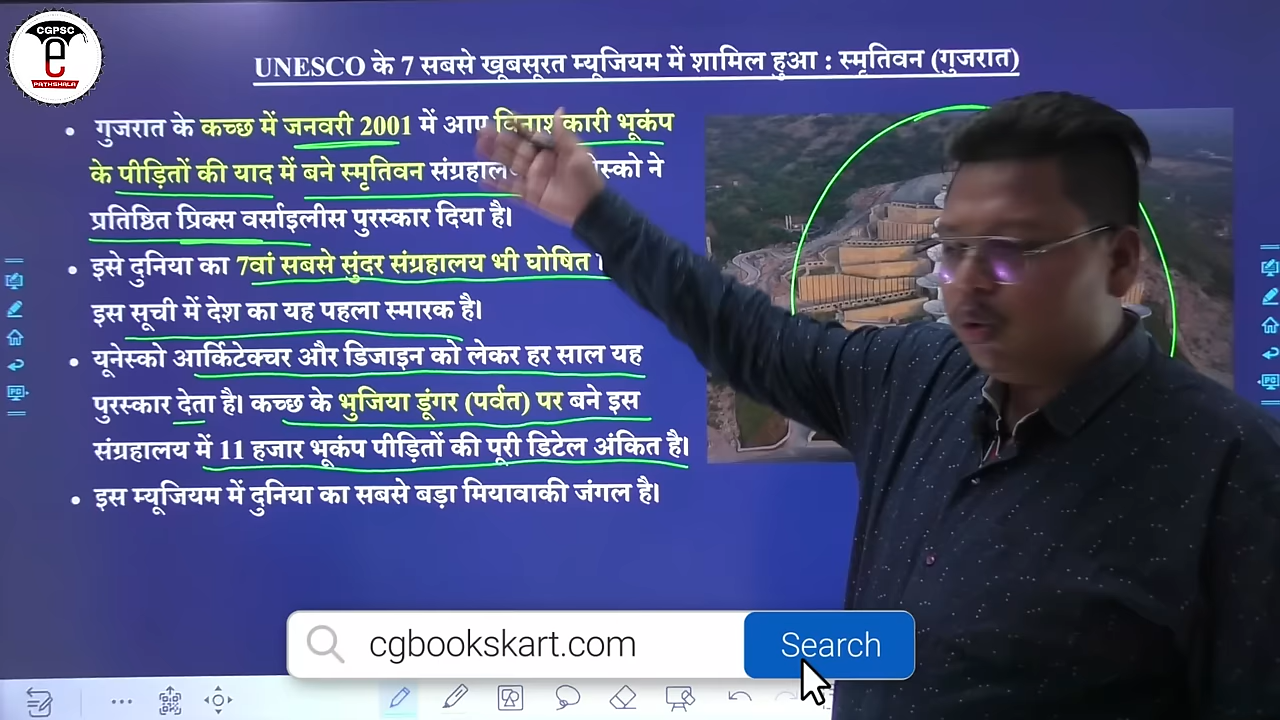 CGPSC
e
PATHSHALA
UNESCO के 7 सबसे खूबसूरत म्यूजियम में शामिल हुआ : स्मृतिवन (गुजरात)
• गुजरात के कच्छ में जनवरी 2001 में आए विनाशकारी भूकंप
के पीड़ितों की याद में बने स्मृतिवन
प्रतिष्ठित प्रिक्स वर्साइलीस पुरस्कार दिया है।
• इसे दुनिया का 7वां सबसे सुंदर संग्रहालय भी घोषित
इस सूची में देश का यह पहला स्मारक है।
• यूनेस्को आर्किटेक्चर और डिजाइन को लेकर हर साल यह
पुरस्कार देता है। कच्छ के भुजिया डूंगर (पर्वत) पर बने इस
संग्रहालय में 11 हजार भूकंप पीड़ितों की पूरी डिटेल अंकित है।
• इस म्यूजियम में दुनिया का सबसे बड़ा मियावाकी जंगल है।
cgbookskart.com Search